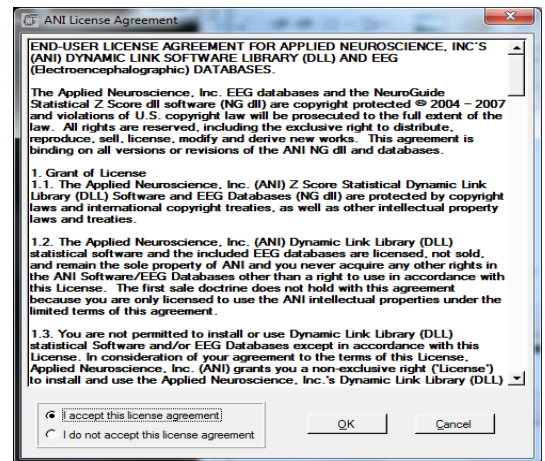 ANI License Agreement
END-USER LICENSE AGREEMENT FOR APPLIED NEUROSCIENCE, INC'S
(ANI) DYNAMIC LINK SOFTWARE LIBRARY (DLL) AND EEG
(Electroencephalographic) DATABASES.
The Applied Neuroscience, Inc. EEG databases and the NeuroGuide
Statistical Z Score dll software (NG dll) are copyright protected © 2004 – 2007
and violations of U.S. copyright law will be prosecuted to the full extent of the
law. All rights are reserved, including the exclusive right to distribute,
reproduce, sell, license, modify and derive new works. This agreement is
binding on all versions or revisions of the ANI NG dll and databases.
1. Grant of License
1.1. The Applied Neuroscience, Inc. (ANI) Z Score Statistical Dynamic Link
Library (DLL) Software and EEG Databases (NG dll) are protected by copyright
laws and international copyright treaties, as well as other intellectual property
laws and treaties.
1.2. The Applied Neuroscience, Inc. (ANI) Dynamic Link Library (DLL)
statistical software and the included EEG databases are licensed, not sold,
and remain the sole property of ANI and you never acquire any other rights in
the ANI Software/EEG Databases other than a right to use in accordance with
this License. The first sale doctrine does not hold with this agreement
because you are only licensed to use the ANI intellectual properties under the
limited terms of this agreement.
1.3. You are not permitted to install or use Dynamic Link Library (DLL)
statistical Software and/or EEG Databases except in accordance with this
License. In consideration of your agreement to the terms of this License,
Applied Neuroscience, Inc. (ANI) grants you a non-exclusive right ('License')
to install and use the Applied Neuroscience, Inc.'s Dynamic Link Library (DLL)
I accept this license agreement
I do not accept this license agreement
OK
Cancel